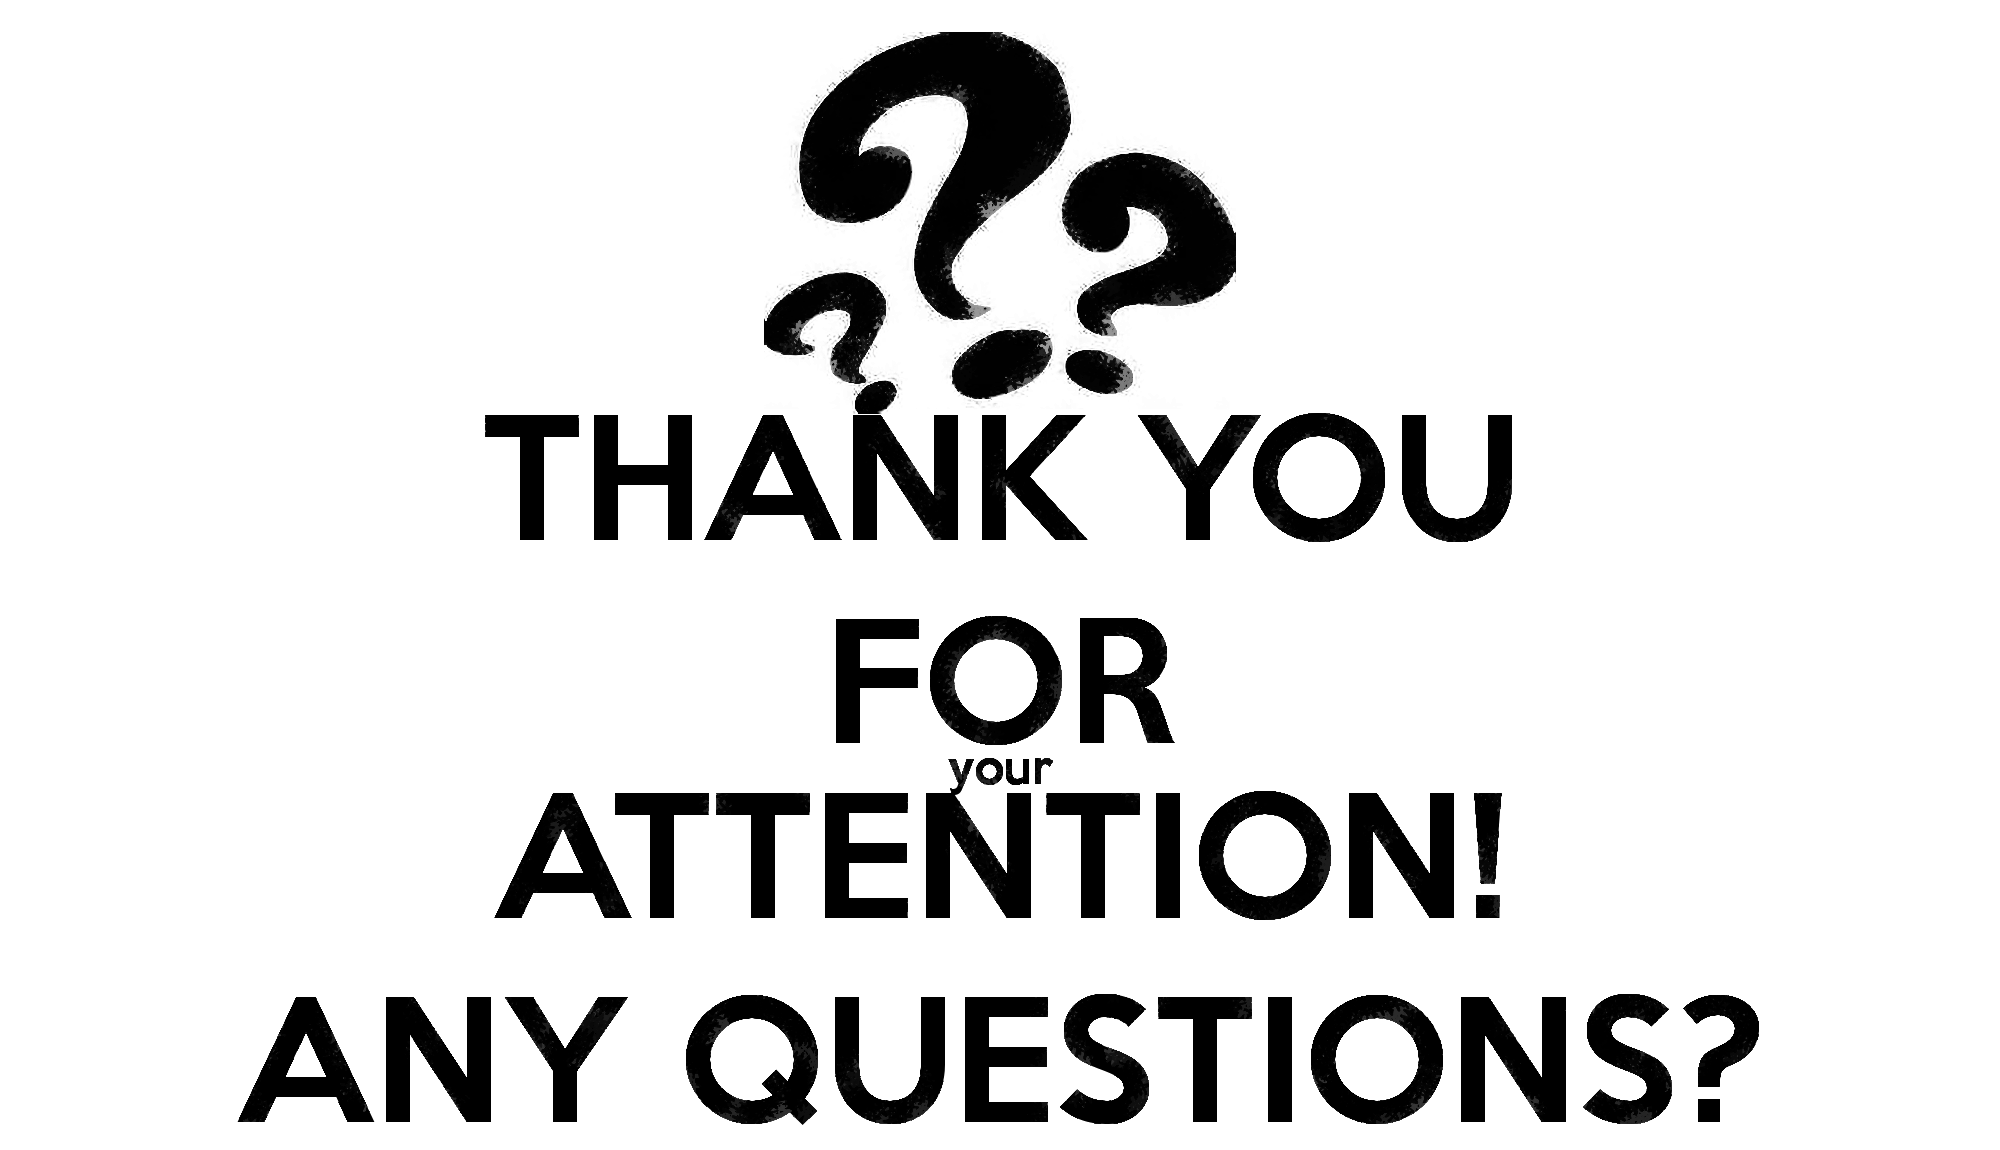 ???
THANK YOU
FOR
your
ATTENTION!
ANY QUESTIONS?